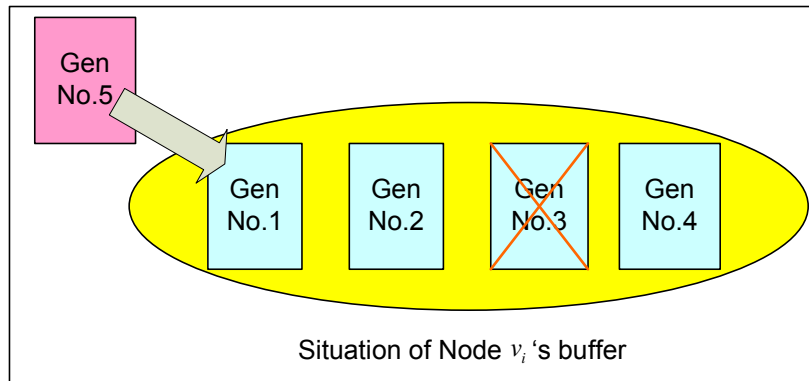 Gen
No.5
Gen
No.1
Gen
No.2
Gen
No.3
Gen
No.4
Situation of Node v_i ‘s buffer